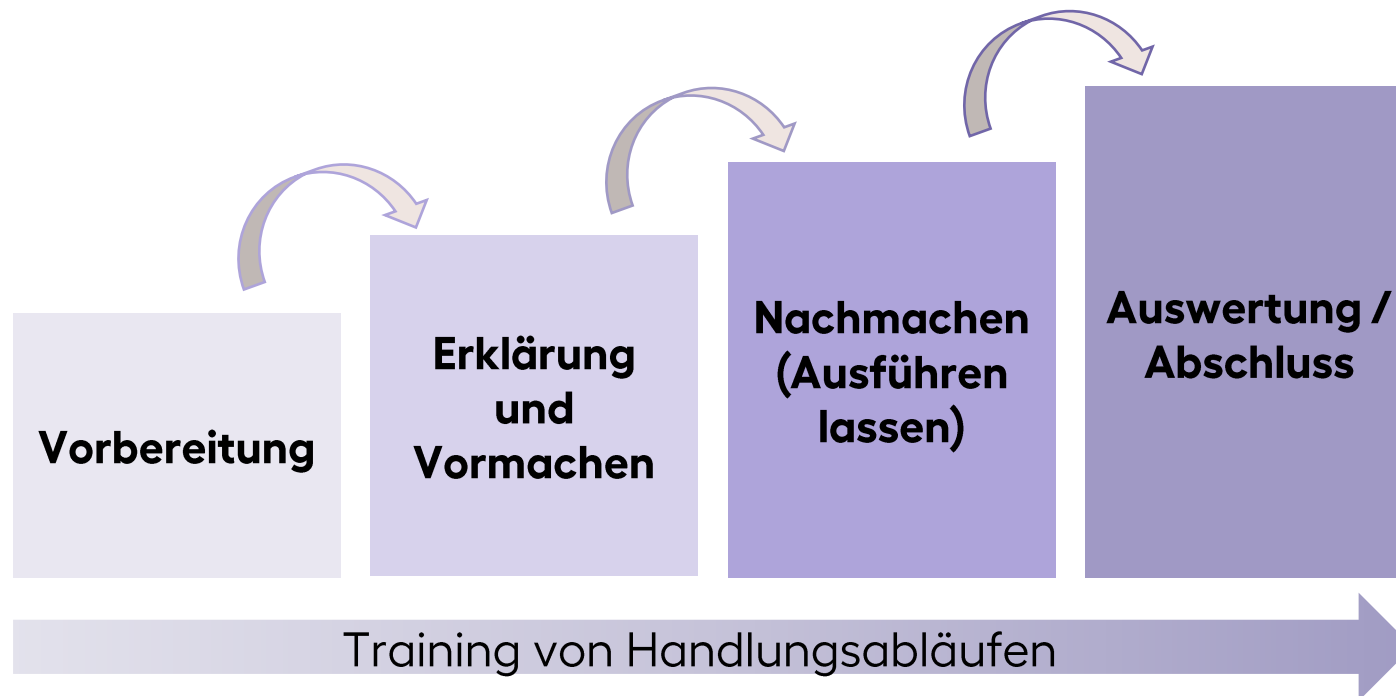 Vorbereitung
Erklärung
und
Vormachen
Nachmachen
(Ausführen
lassen)
Auswertung /
Abschluss
Training von Handlungsabläufen